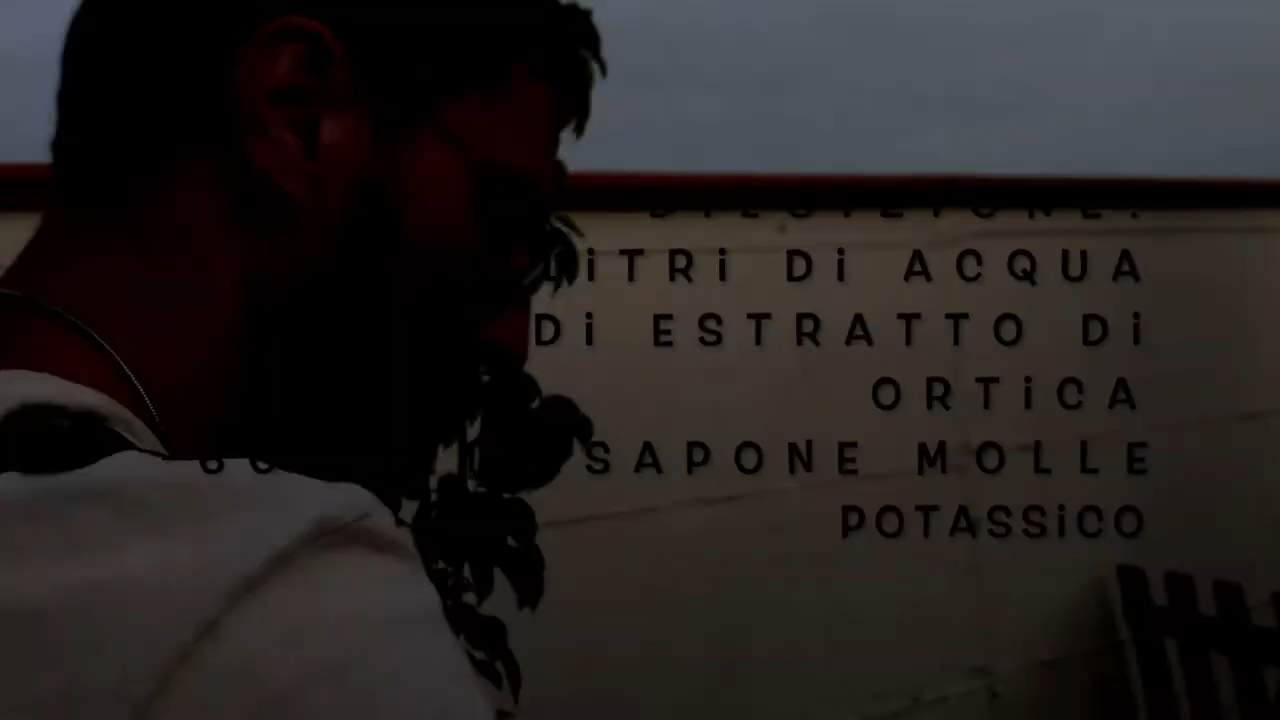 LiTRi Di ACQUA
Di ESTRATTO Di
ORTiCA
SAPONE MOLLE
POTASSiCO